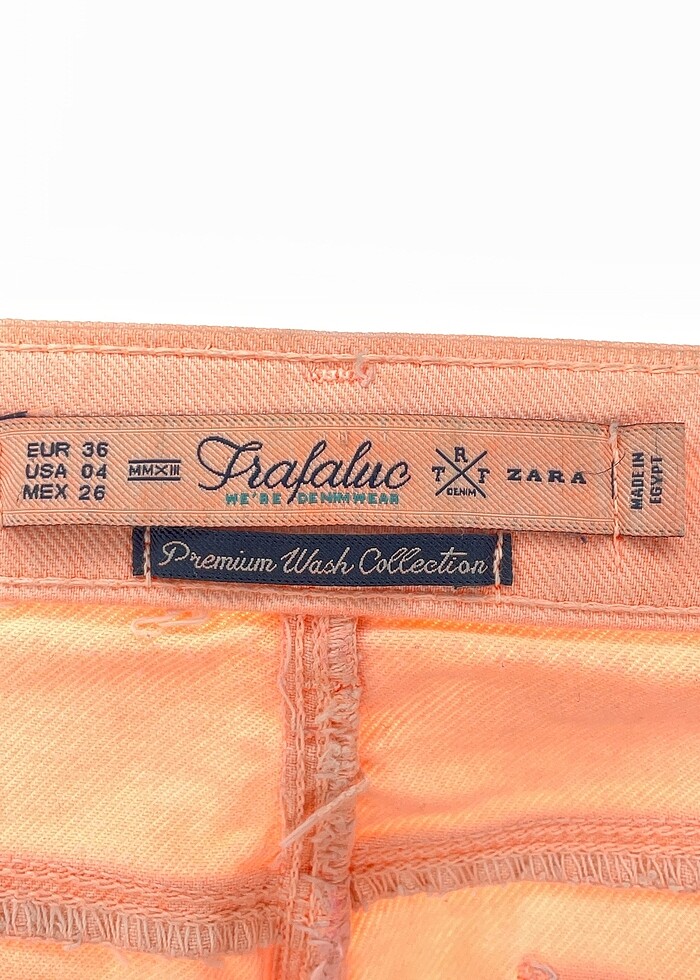 EUR 36
USA 04
MEX 26
MMXIII
Trafaluc
WE'RE DENIMWEAR
T R F
DENIM
ZARA
MADE IN
EGYPT
Premium Wash Collection